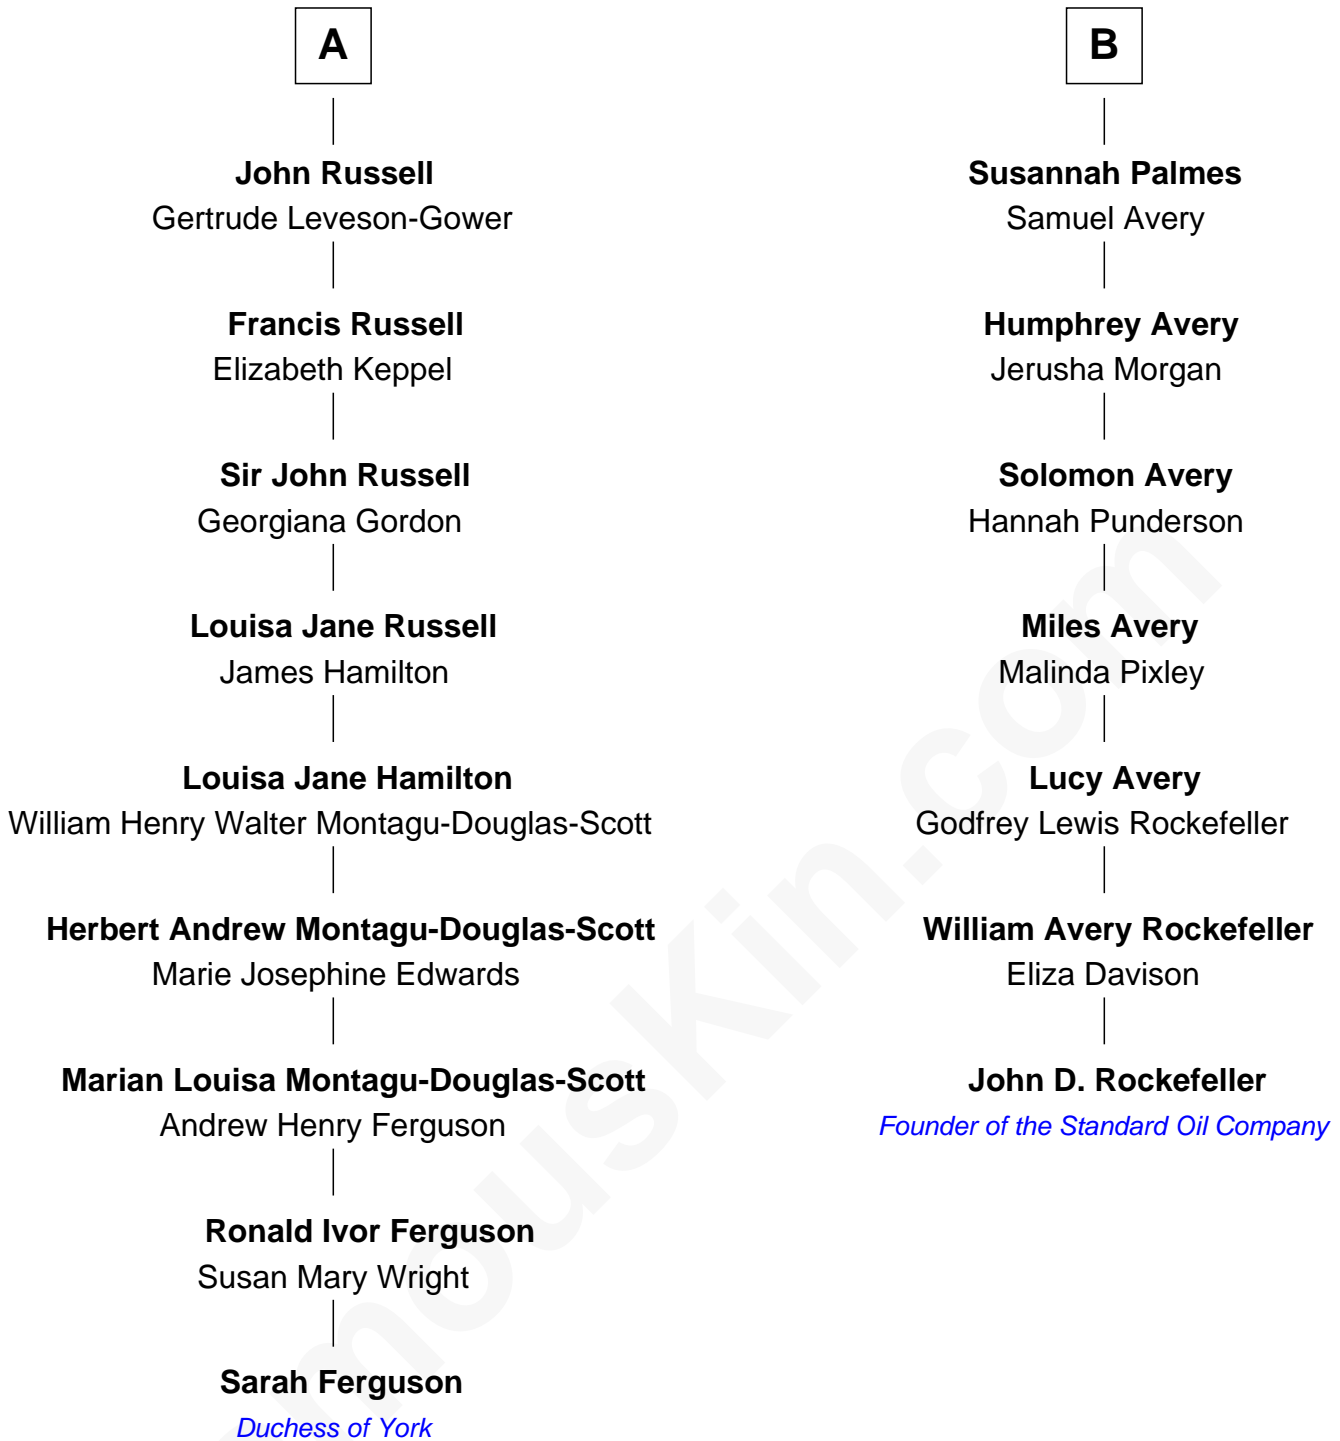 A
John Russell
Gertrude Leveson-Gower
Francis Russell
Elizabeth Keppel
Sir John Russell
Georgiana Gordon
Louisa Jane Russell
James Hamilton
Louisa Jane Hamilton
William Henry Walter Montagu-Douglas-Scott
Herbert Andrew Montagu-Douglas-Scott
Marie Josephine Edwards
Marian Louisa Montagu-Douglas-Scott
Andrew Henry Ferguson
Ronald Ivor Ferguson
Susan Mary Wright
Sarah Ferguson
Duchess of York
B
Susannah Palmes
Samuel Avery
Humphrey Avery
Jerusha Morgan
Solomon Avery
Hannah Punderson
Miles Avery
Malinda Pixley
Lucy Avery
Godfrey Lewis Rockefeller
William Avery Rockefeller
Eliza Davison
John D. Rockefeller
Founder of the Standard Oil Company
mousKin.com